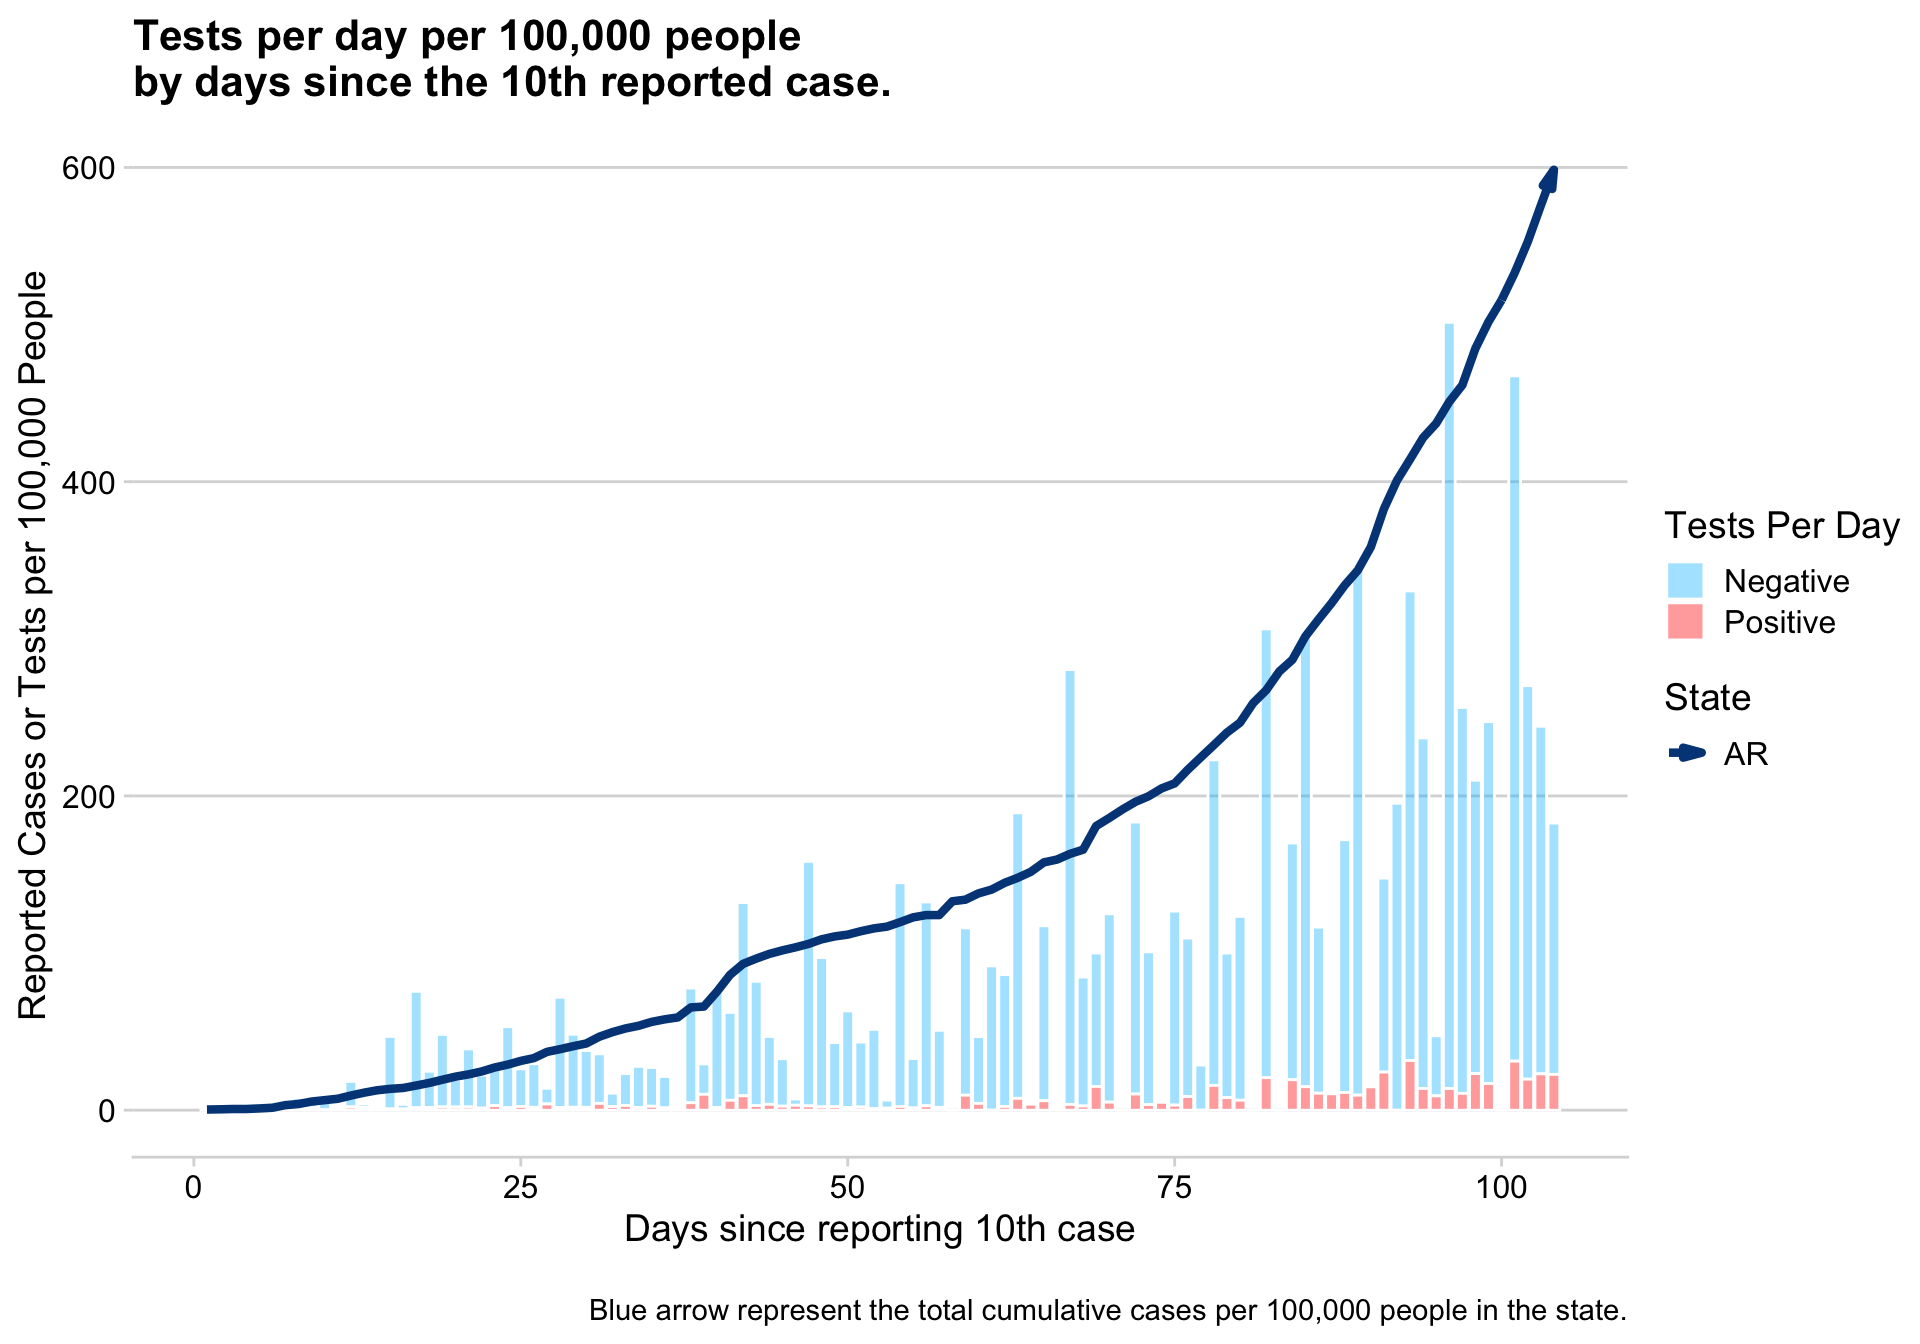 Tests per day per 100,000 people
by days since the 10th reported case.
Reported Cases or Tests per 100,000 People
600
400
200
0
0
25
50
75
100
Days since reporting 10th case
Tests Per Day
Negative
Positive
State
AR
Blue arrow represent the total cumulative cases per 100,000 people in the state.